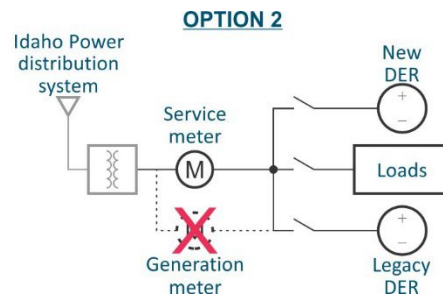 OPTION 2
Idaho Power
distribution
system
Service
meter
M
Generation
meter
New
DER
+
–
Loads
+
–
Legacy
DER